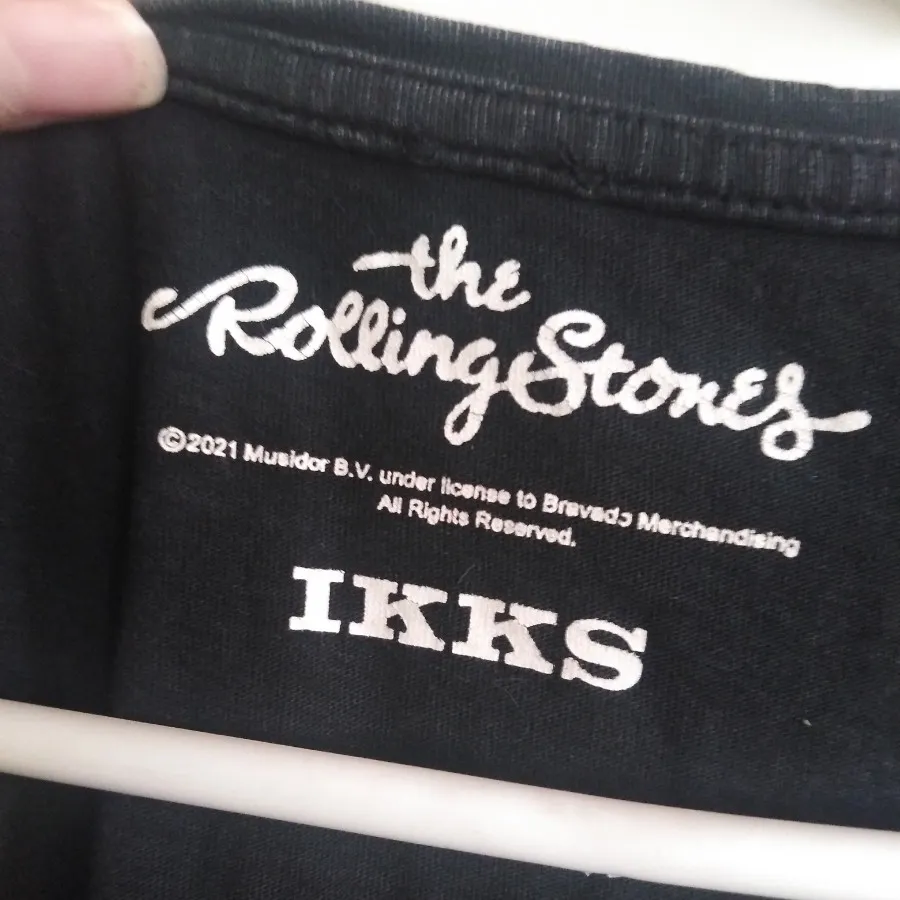 the
Rolling Stones
©2021 Musidor B.V. under license to Bravado Merchandising
All Rights Reserved.
IKKS